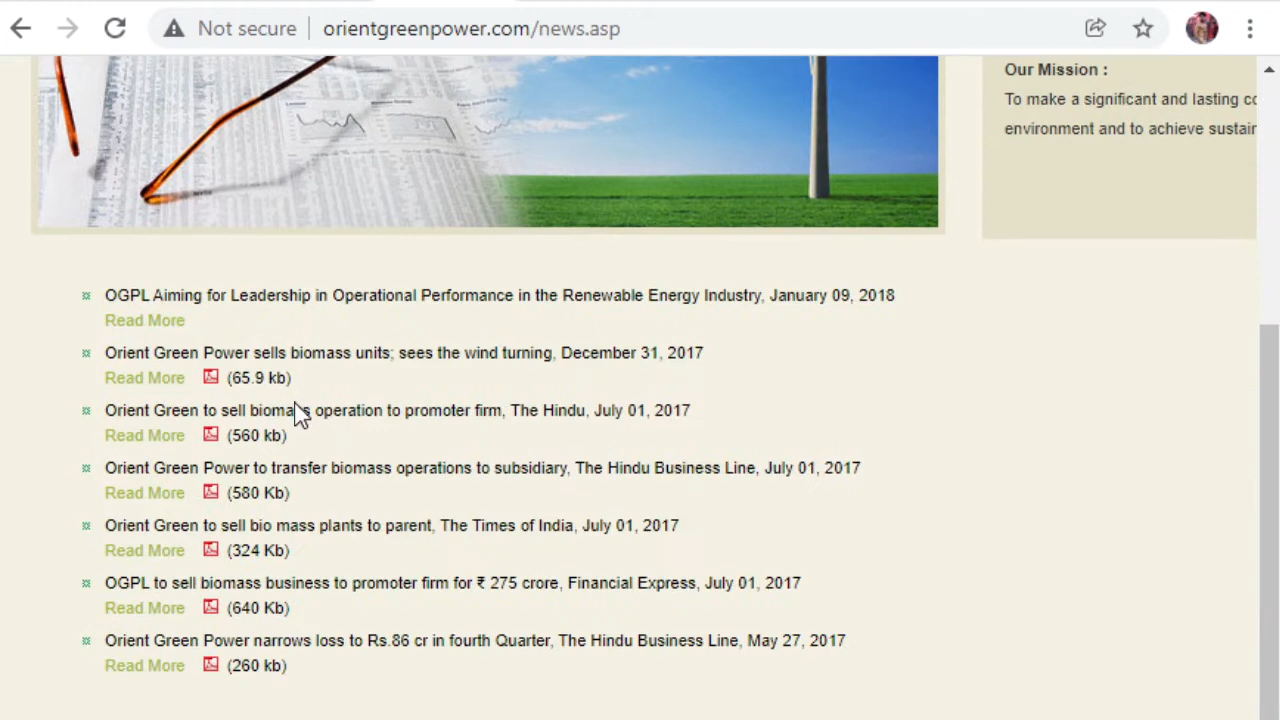 Not secure | orientgreenpower.com/news.asp
Our Mission :
To make a significant and lasting co
environment and to achieve sustair
OGPL Aiming for Leadership in Operational Performance in the Renewable Energy Industry, January 09, 2018
Read More
Orient Green Power sells biomass units; sees the wind turning, December 31, 2017
Read More (65.9 kb)
Orient Green to sell biomass operation to promoter firm, The Hindu, July 01, 2017
Read More (560 kb)
Orient Green Power to transfer biomass operations to subsidiary, The Hindu Business Line, July 01, 2017
Read More (580 Kb)
Orient Green to sell bio mass plants to parent, The Times of India, July 01, 2017
Read More (324 Kb)
OGPL to sell biomass business to promoter firm for ₹ 275 crore, Financial Express, July 01, 2017
Read More (640 Kb)
Orient Green Power narrows loss to Rs.86 cr in fourth Quarter, The Hindu Business Line, May 27, 2017
Read More (260 kb)